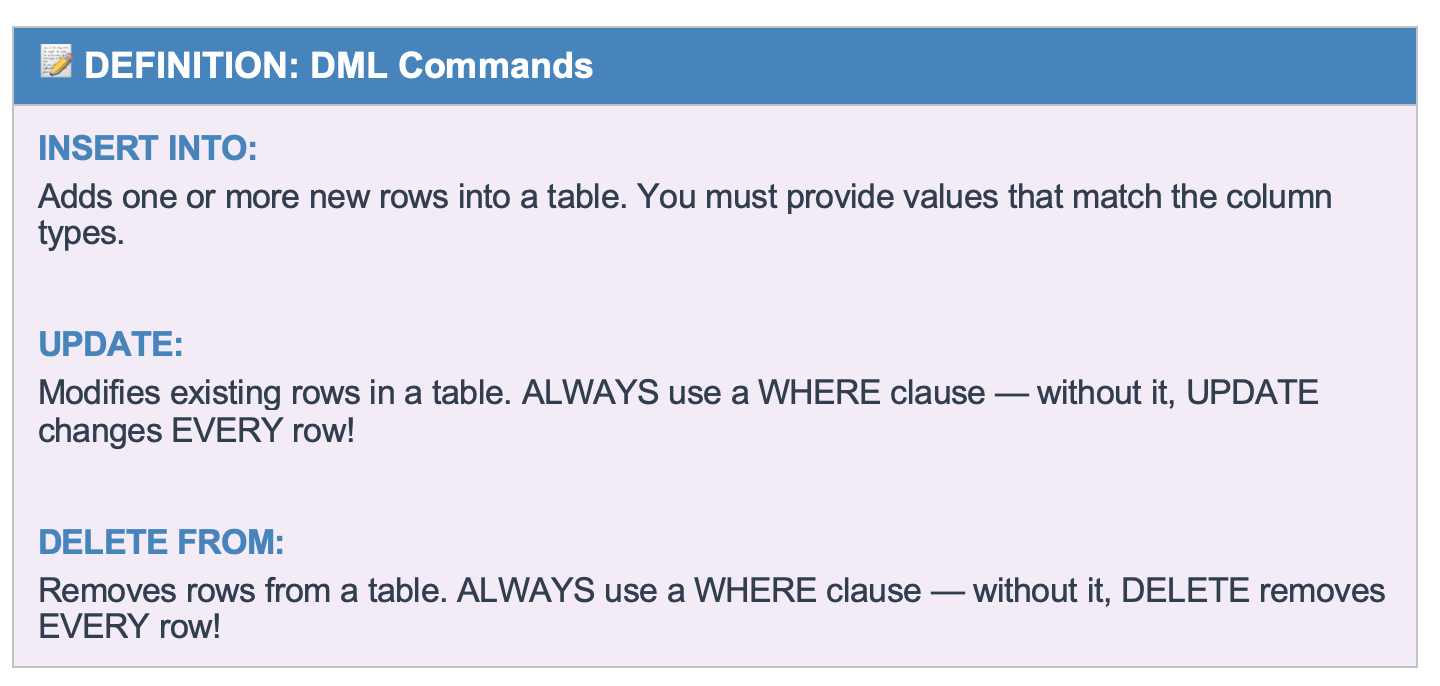 DEFINITION: DML Commands
INSERT INTO:
Adds one or more new rows into a table. You must provide values that match the column
types.
UPDATE:
Modifies existing rows in a table. ALWAYS use a WHERE clause — without it, UPDATE
changes EVERY row!
DELETE FROM:
Removes rows from a table. ALWAYS use a WHERE clause — without it, DELETE removes
EVERY row!